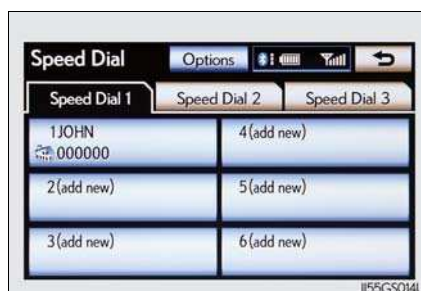 Speed Dial Options
Speed Dial 1 Speed Dial 2 Speed Dial 3
1JOHN 4(add new)
000000
2(add new) 5(add new)
3(add new) 6(add new)
II55GS014L